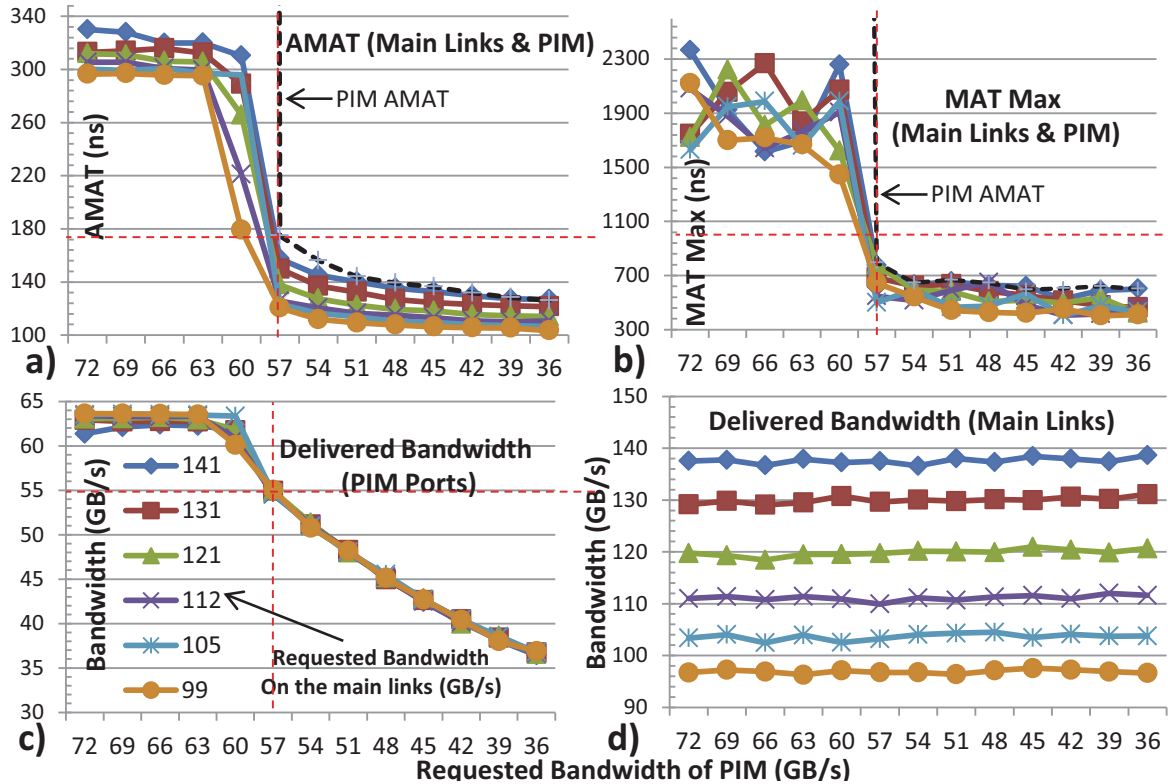 340
300
260
220
180
140
100
AMAT (ns)
AMAT (Main Links & PIM)
PIM AMAT
a)
72 69 66 63 60 57 54 51 48 45 42 39 36
2300
1900
1500
1100
700
300
MAT Max (ns)
MAT Max
(Main Links & PIM)
PIM AMAT
b)
72 69 66 63 60 57 54 51 48 45 42 39 36
65
60
55
50
45
40
35
30
Bandwidth (GB/s)
Delivered Bandwidth
(PIM Ports)
141
131
121
112
105
99
Requested Bandwidth
On the main links (GB/s)
c)
72 69 66 63 60 57 54 51 48 45 42 39 36
150
140
130
120
110
100
90
Bandwidth (GB/s)
Delivered Bandwidth (Main Links)
d)
72 69 66 63 60 57 54 51 48 45 42 39 36
Requested Bandwidth of PIM (GB/s)